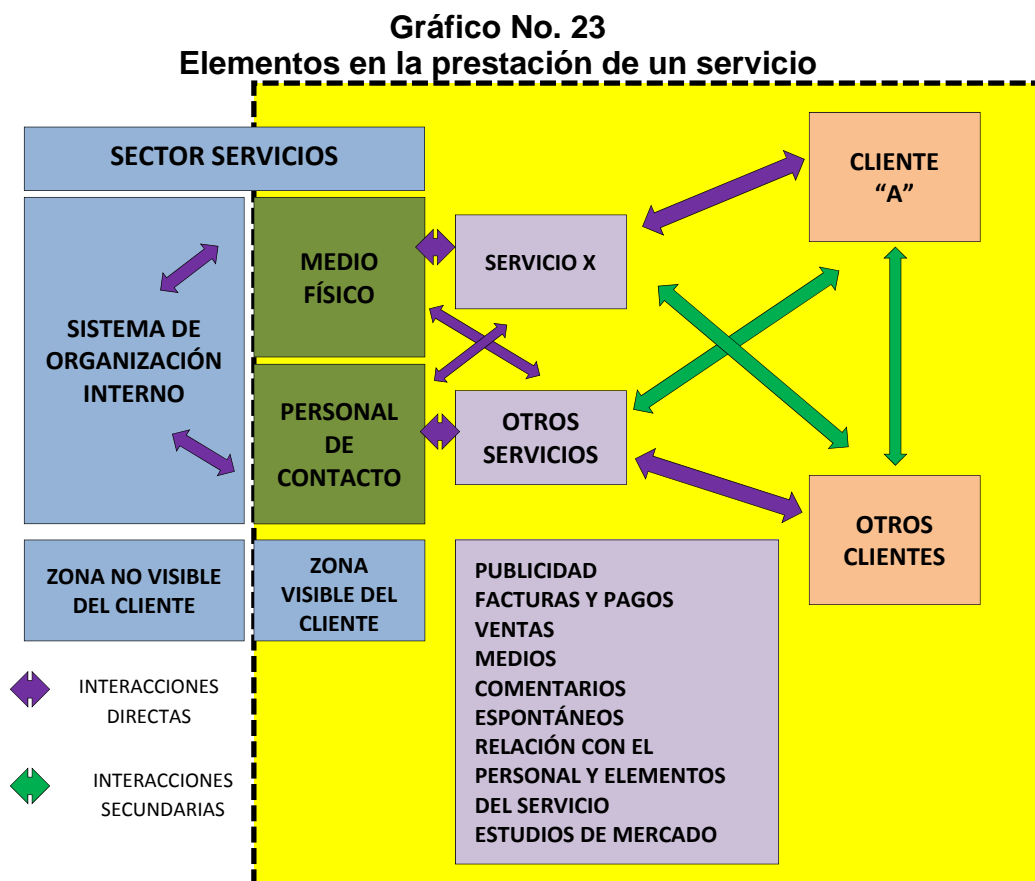 Gráfico No. 23
Elementos en la prestación de un servicio
SECTOR SERVICIOS
CLIENTE
“A”
MEDIO
FÍSICO
SERVICIO X
SISTEMA DE
ORGANIZACIÓN
INTERNO
PERSONAL
DE
CONTACTO
OTROS
SERVICIOS
OTROS
CLIENTES
ZONA NO VISIBLE
DEL CLIENTE
ZONA
VISIBLE DEL
CLIENTE
PUBLICIDAD
FACTURAS Y PAGOS
VENTAS
MEDIOS
COMENTARIOS
ESPONTÁNEOS
RELACIÓN CON EL
PERSONAL Y ELEMENTOS
DEL SERVICIO
ESTUDIOS DE MERCADO
INTERACCIONES
DIRECTAS
INTERACCIONES
SECUNDARIAS